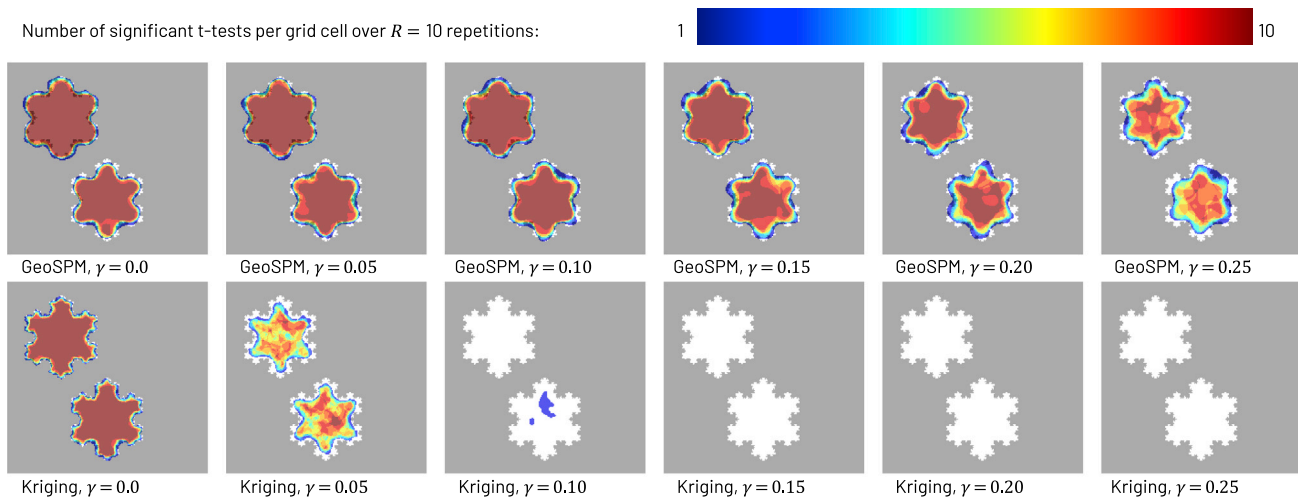 Number of significant t-tests per grid cell over R = 10 repetitions: 1 10
GeoSPM, γ = 0.0 GeoSPM, γ = 0.05 GeoSPM, γ = 0.10 GeoSPM, γ = 0.15 GeoSPM, γ = 0.20 GeoSPM, γ = 0.25
Kriging, γ = 0.0 Kriging, γ = 0.05 Kriging, γ = 0.10 Kriging, γ = 0.15 Kriging, γ = 0.20 Kriging, γ = 0.25